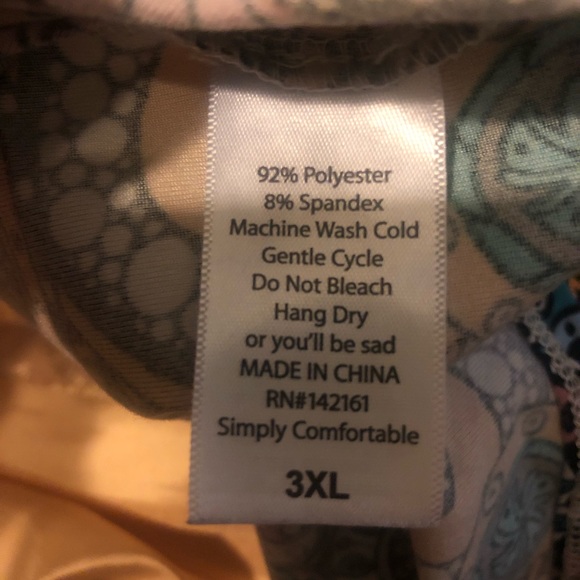 92% Polyester
8% Spandex
Machine Wash Cold
Gentle Cycle
Do Not Bleach
Hang Dry
or you'll be sad
MADE IN CHINA
RN#142161
Simply Comfortable
3XL